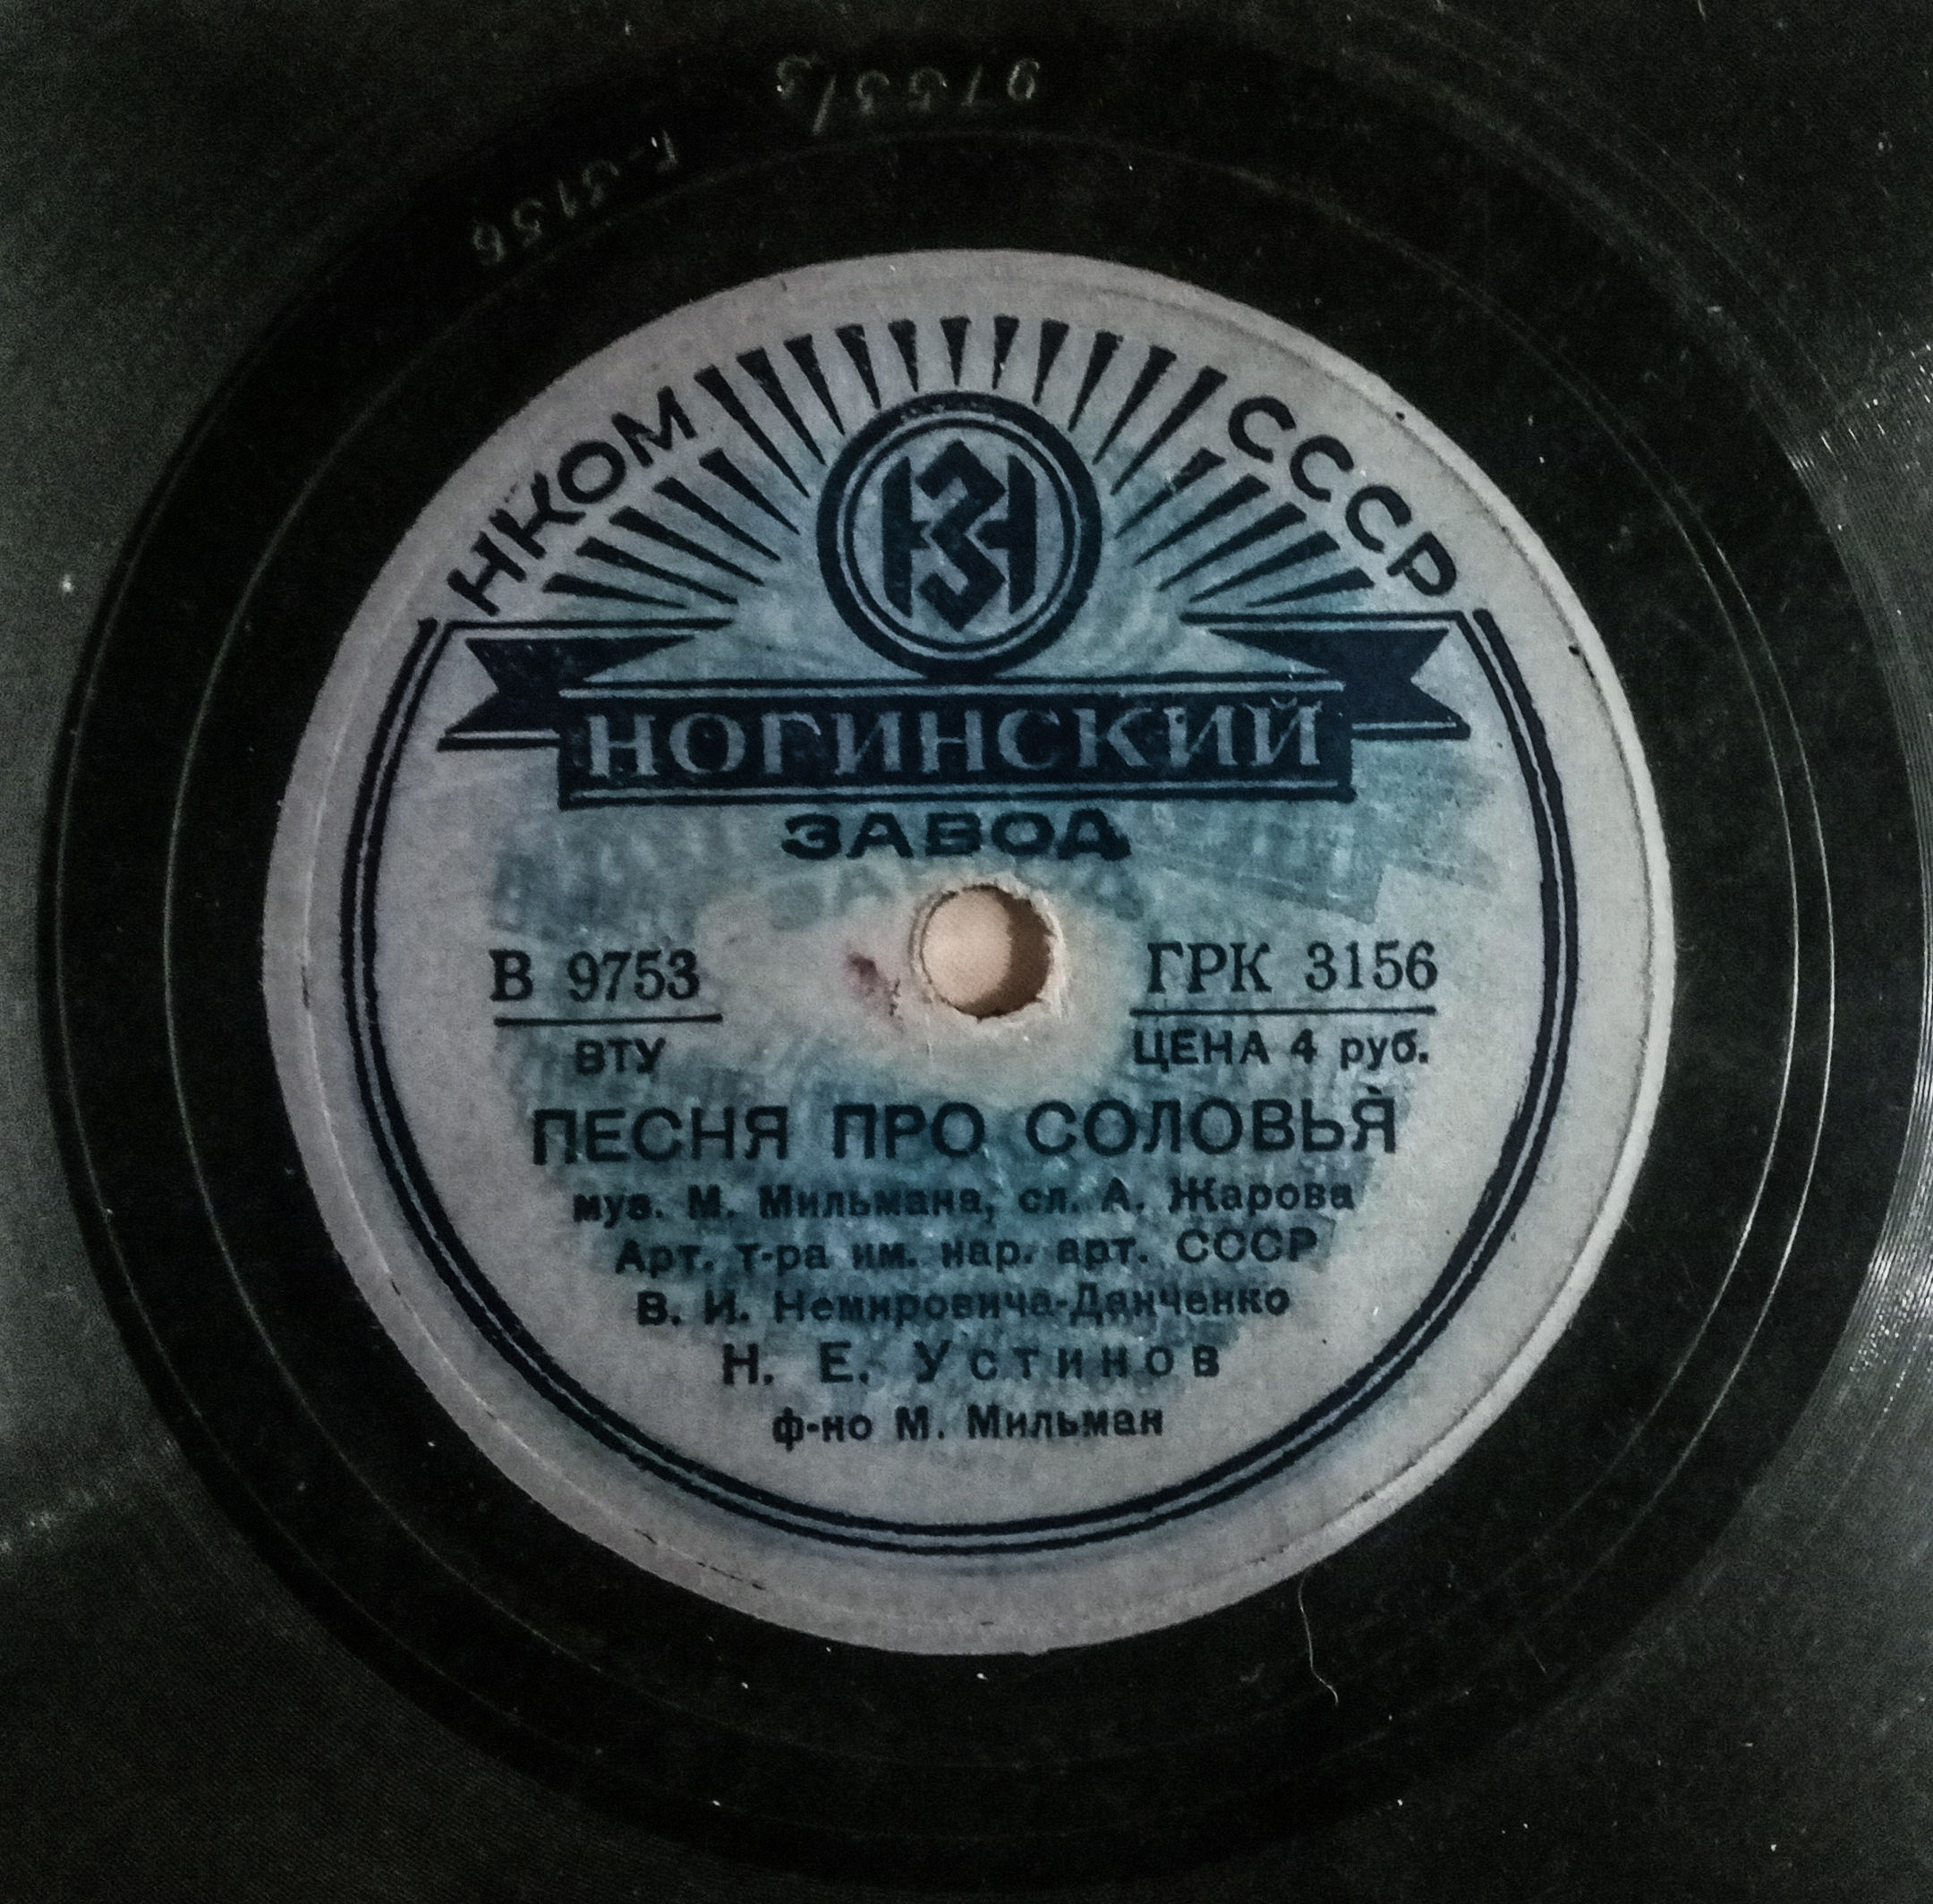 9753/3
Г-3156
НКОМ СССР
НЗ
НОГИНСКИЙ
ЗАВОД
В 9753
ВТУ
ГРК 3156
ЦЕНА 4 руб.
ПЕСНЯ ПРО СОЛОВЬЯ
муз. М. Мильмана, сл. А. Жарова
Арт. т-ра им. нар. арт. СССР
В. И. Немировича-Данченко
Н. Е. Устинов
ф-но М. Мильман